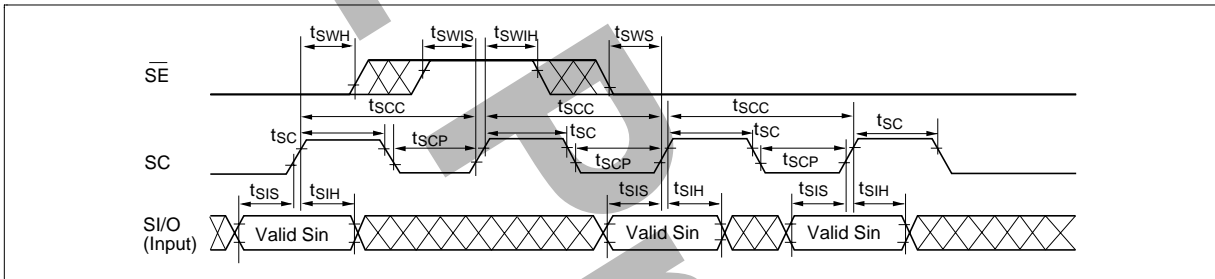 tSWH tSWIS tSWIH tSWS
SE
tSCC tSCC tSCC
tSC tSC tSC tSC
SC
tSCP tSCP tSCP
tSIS tSIH tSIS tSIH tSIS tSIH
SI/O
(Input)
Valid Sin Valid Sin Valid Sin